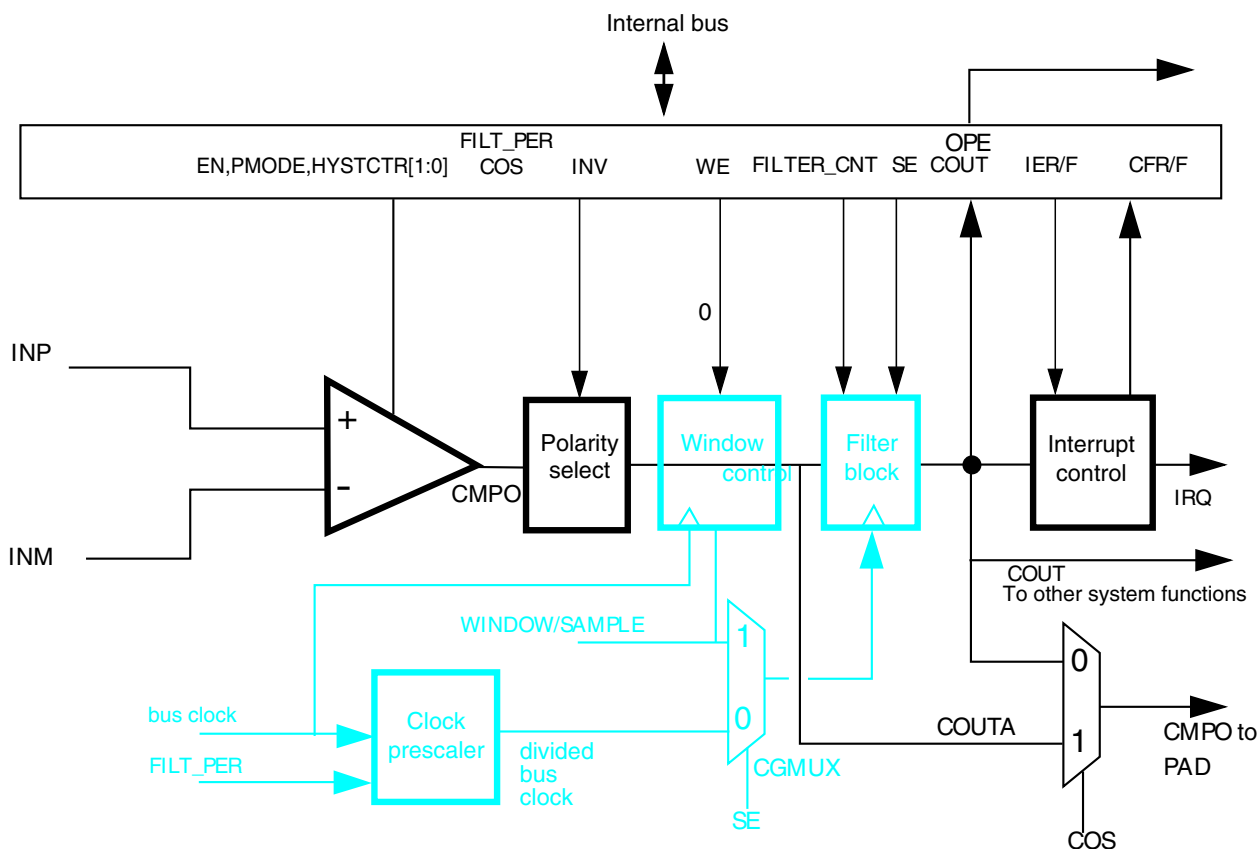 Internal bus
FILT_PER
OPE
EN,PMODE,HYSTCTR[1:0]
COS
INV
WE
FILTER_CNT
SE
COUT
IER/F
CFR/F
0
INP
+
-
INM
CMPO
Polarity
select
Window
control
Filter
block
Interrupt
control
IRQ
COUT
To other system functions
WINDOW/SAMPLE
1
0
0
1
bus clock
FILT_PER
Clock
prescaler
divided
bus
clock
CGMUX
SE
COUTA
CMPO to
PAD
COS